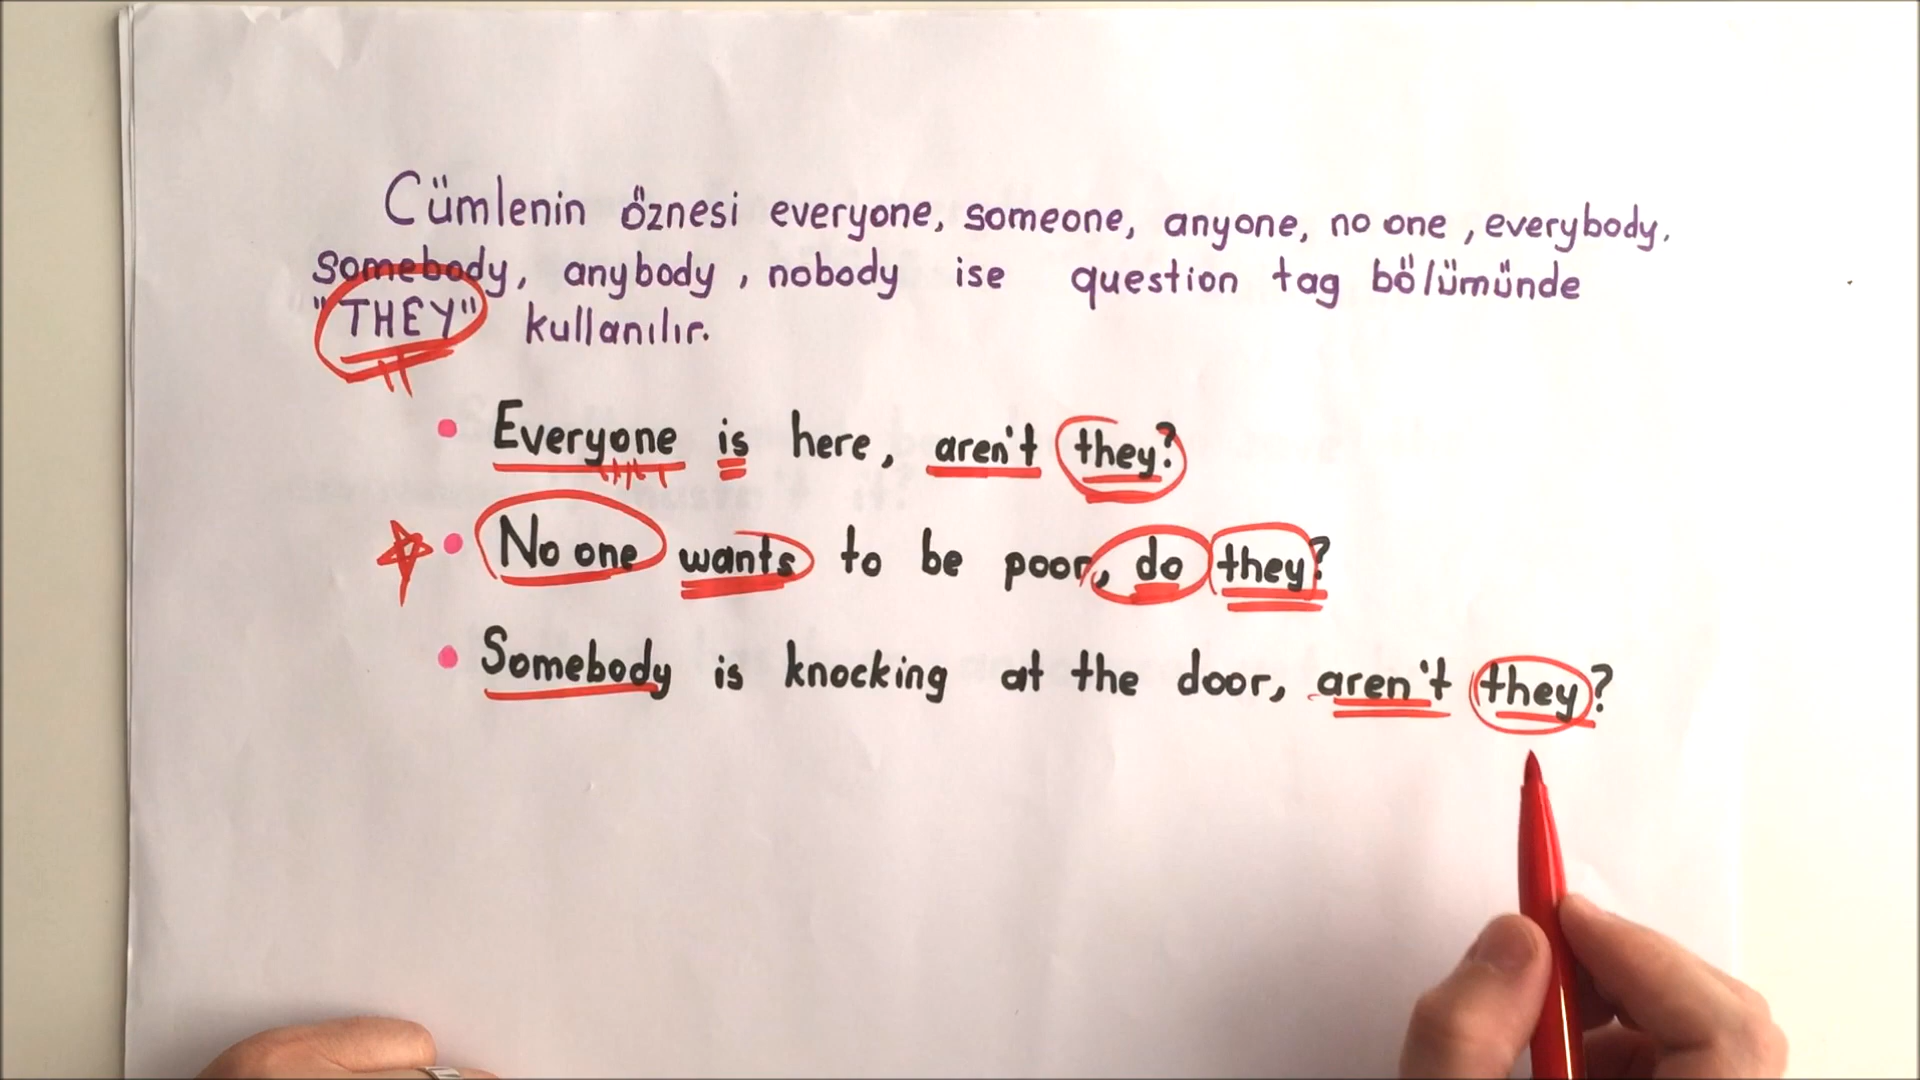 Cümlenin öznesi everyone, someone, anyone, no one, everybody,
somebody, anybody, nobody ise question tag bölümünde
"THEY" kullanılır.
• Everyone is here, aren't they?
• No one wants to be poor, do they?
• Somebody is knocking at the door, aren't they?